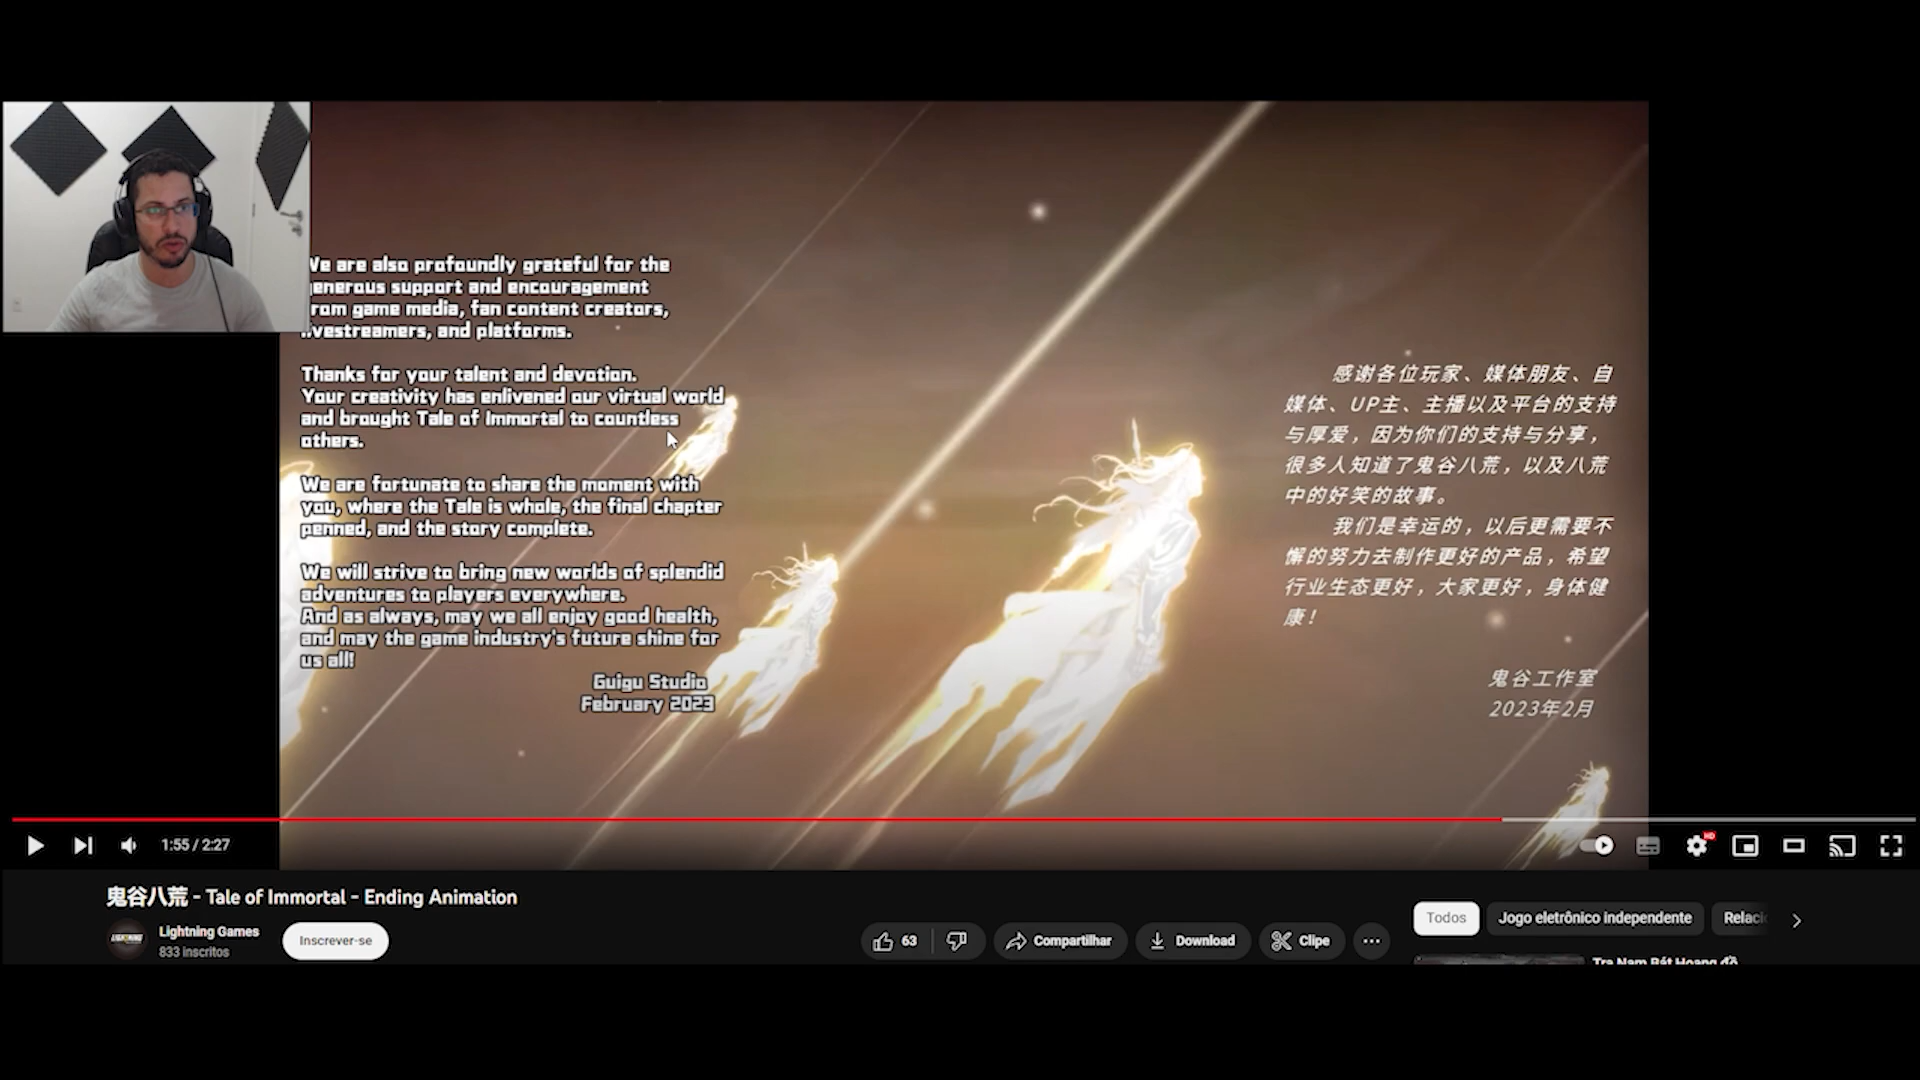 We are also profoundly grateful for the
generous support and encouragement
from game media, fan content creators,
livestreamers, and platforms.
Thanks for your talent and devotion.
Your creativity has enlivened our virtual world
and brought Tale of Immortal to countless
others.
We are fortunate to share the moment with
you, where the Tale is whole, the final chapter
penned, and the story complete.
We will strive to bring new worlds of splendid
adventures to players everywhere.
And as always, may we all enjoy good health,
and may the game industry's future shine for
us all!
Guigu Studio
February 2023
感谢各位玩家、媒体朋友、自
媒体、UP主、主播以及平台的支持
与厚爱，因为你们的支持与分享，
很多人知道了鬼谷八荒，以及八荒
中的好笑的故事。
我们是幸运的，以后更需要不
懈的努力去制作更好的产品，希望
行业生态更好，大家更好，身体健
康！
鬼谷工作室
2023年2月
1:55 / 2:27
HD
鬼谷八荒 - Tale of Immortal - Ending Animation
LIGHTNING
Lightning Games
833 inscritos
Inscrever-se
63
Compartilhar
Download
Clipe
Todos
Jogo eletrônico independente
Relaci
Tra Nam Bát Hoang đồ